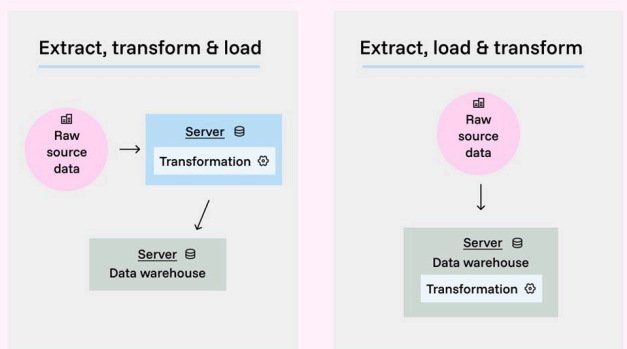 Extract, transform & load
Raw
source
data
Server
Transformation
Server
Data warehouse
Extract, load & transform
Raw
source
data
Server
Data warehouse
Transformation